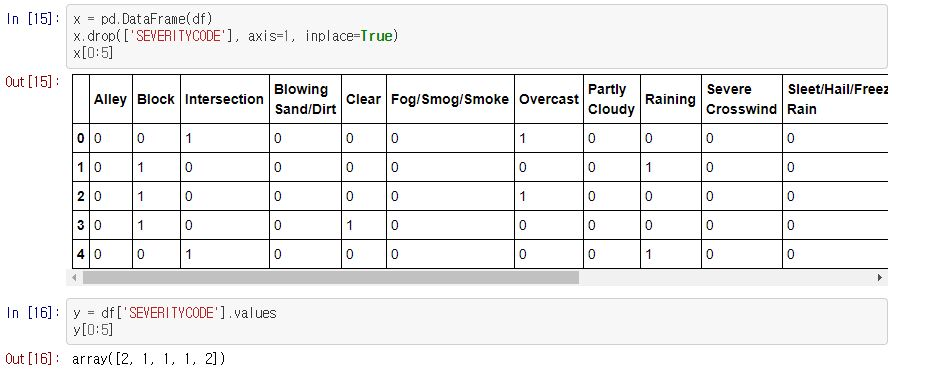 In [15]: x = pd.DataFrame(df)
x.drop(['SEVERITYCODE'], axis=1, inplace=True)
x[0:5]
Out[15]:
Alley Block Intersection Blowing Sand/Dirt Clear Fog/Smog/Smoke Overcast Partly Cloudy Raining Severe Crosswind Sleet/Hail/Freez Rain
0 0 0 1 0 0 0 1 0 0 0 0
1 0 1 0 0 0 0 0 0 1 0 0
2 0 1 0 0 0 0 1 0 0 0 0
3 0 1 0 0 1 0 0 0 0 0 0
4 0 0 1 0 0 0 0 0 1 0 0
In [16]: y = df['SEVERITYCODE'].values
y[0:5]
Out[16]: array([2, 1, 1, 1, 2])